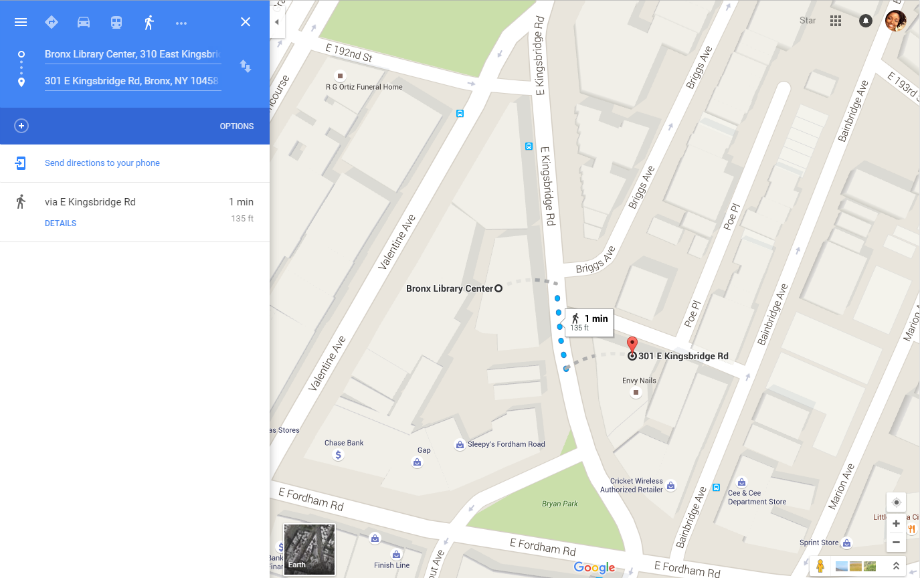 Bronx Library Center, 310 East Kingsbri
301 E Kingsbridge Rd, Bronx, NY 10458
OPTIONS
Send directions to your phone
via E Kingsbridge Rd
1 min
135 ft
DETAILS
Star
E 192nd St
R G Ortiz Funeral Home
E Kingsbridge Rd
Briggs Ave
Bainbridge Ave
E 193rd
E Kingsbridge Rd
Briggs Ave
Poe Pl
Valentine Ave
Briggs Ave
Bronx Library Center
1 min
135 ft
Poe Pl
Bainbridge Ave
301 E Kingsbridge Rd
Valentine Ave
Envy Nails
Marion
Stores
Chase Bank
Gap
Sleepy's Fordham Road
Cricket Wireless
Authorized Retailer
Cee & Cee
Department Store
Marion Ave
Bainbridge Ave
E Fordham Rd
Bryan Park
Sprint Store
E Fordham Rd
Finish Line
E Fordham Rd
Earth
Google